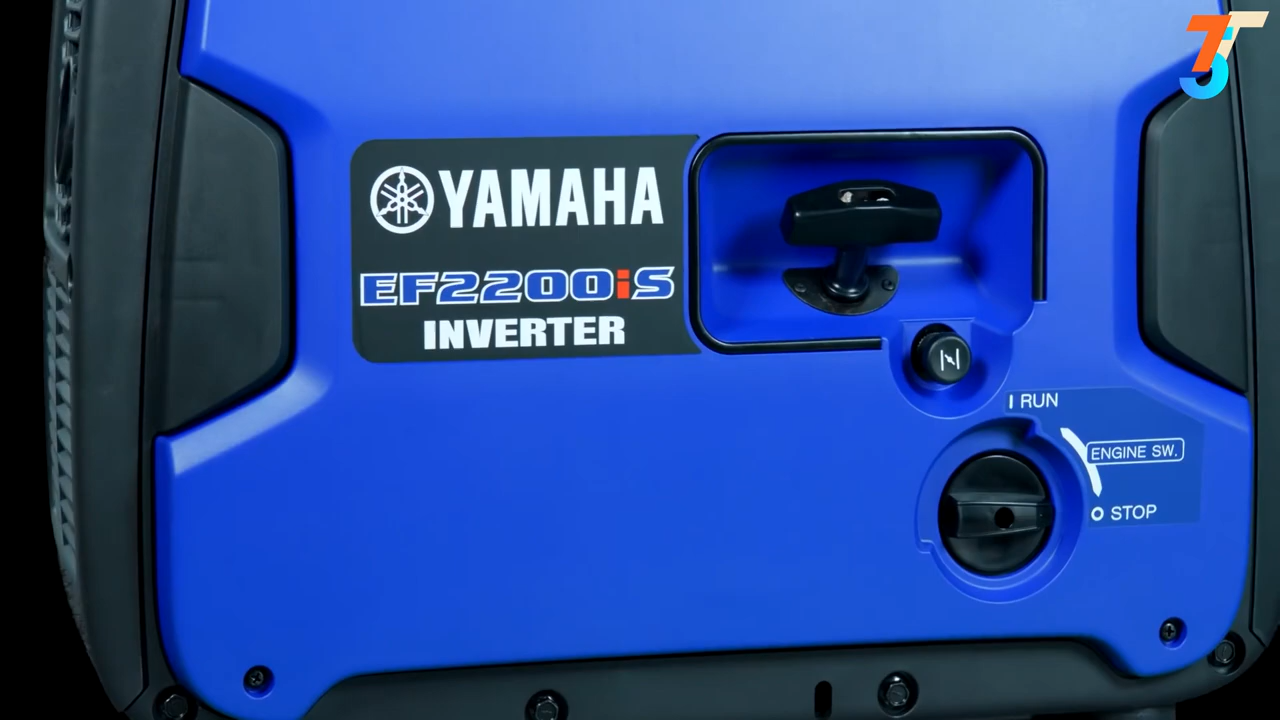 YAMAHA
EF2200iS
INVERTER
I RUN
ENGINE SW.
O STOP